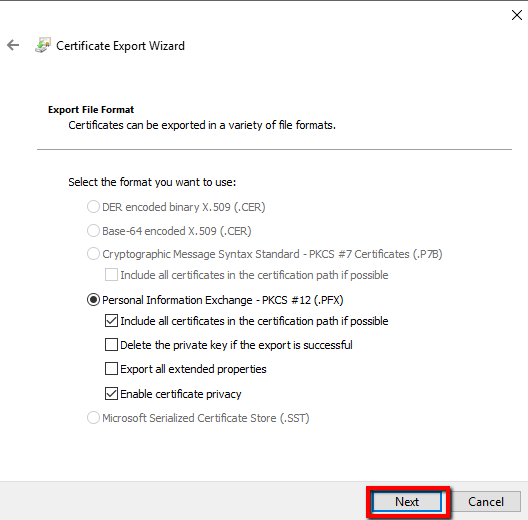 Certificate Export Wizard
Export File Format
Certificates can be exported in a variety of file formats.
Select the format you want to use:
DER encoded binary X.509 (.CER)
Base-64 encoded X.509 (.CER)
Cryptographic Message Syntax Standard - PKCS #7 Certificates (.P7B)
Include all certificates in the certification path if possible
Personal Information Exchange - PKCS #12 (.PFX)
Include all certificates in the certification path if possible
Delete the private key if the export is successful
Export all extended properties
Enable certificate privacy
Microsoft Serialized Certificate Store (.SST)
Next Cancel